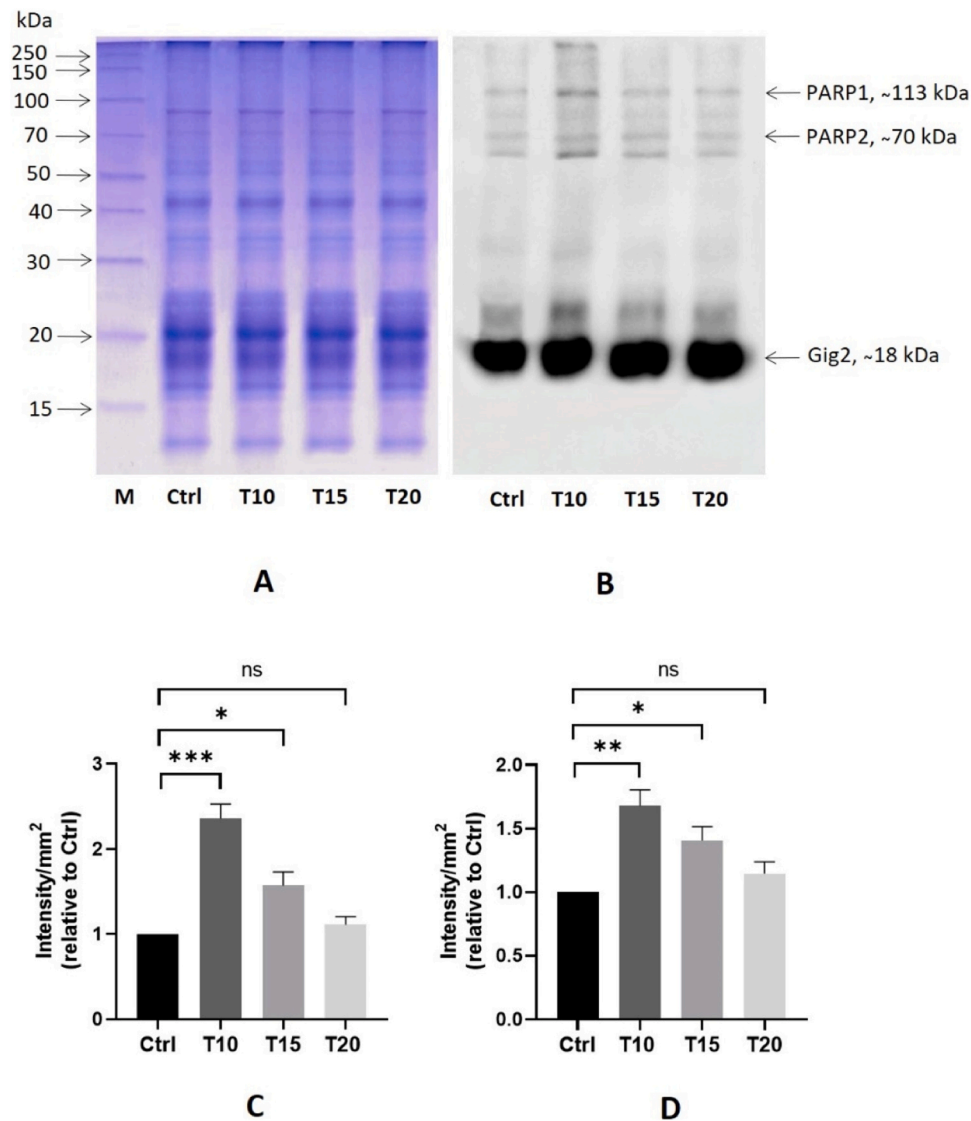 kDa
250
150
100
70
50
40
30
20
15
M Ctrl T10 T15 T20
A
PARP1, ~113 kDa
PARP2, ~70 kDa
Gig2, ~18 kDa
Ctrl T10 T15 T20
B
ns
*
***
3
2
1
0
Intensity/mm²
(relative to Ctrl)
Ctrl T10 T15 T20
C
ns
*
**
2.0
1.5
1.0
0.5
0.0
Intensity/mm²
(relative to Ctrl)
Ctrl T10 T15 T20
D